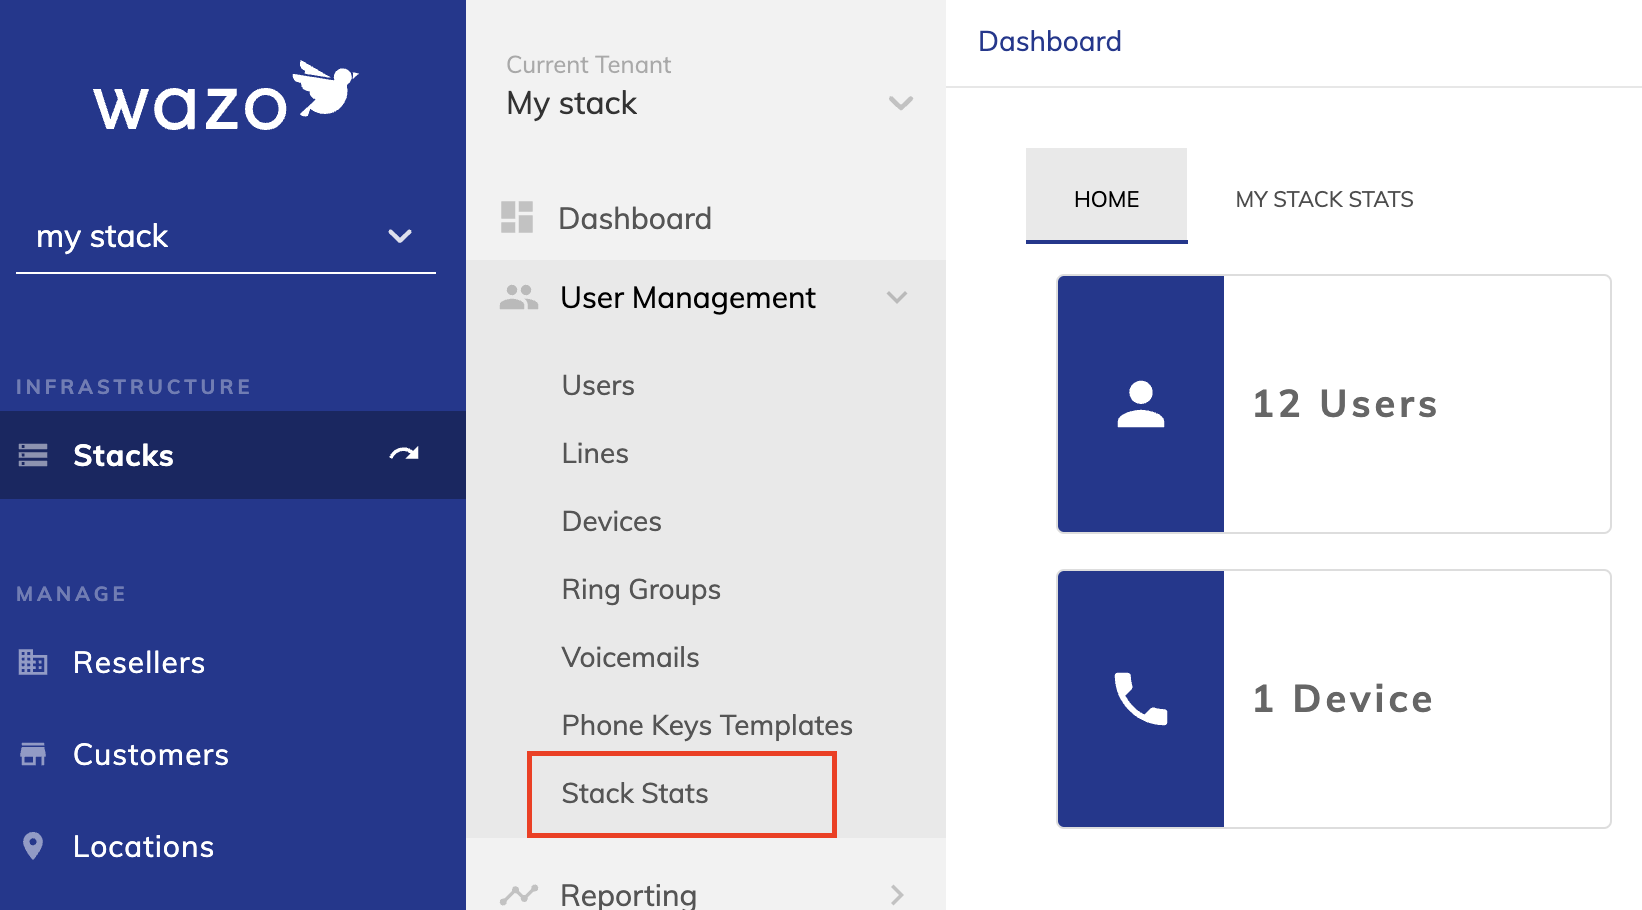 wazo
my stack
INFRASTRUCTURE
Stacks
MANAGE
Resellers
Customers
Locations
Current Tenant
My stack
Dashboard
User Management
Users
Lines
Devices
Ring Groups
Voicemails
Phone Keys Templates
Stack Stats
Reporting
Dashboard
HOME
MY STACK STATS
12 Users
1 Device